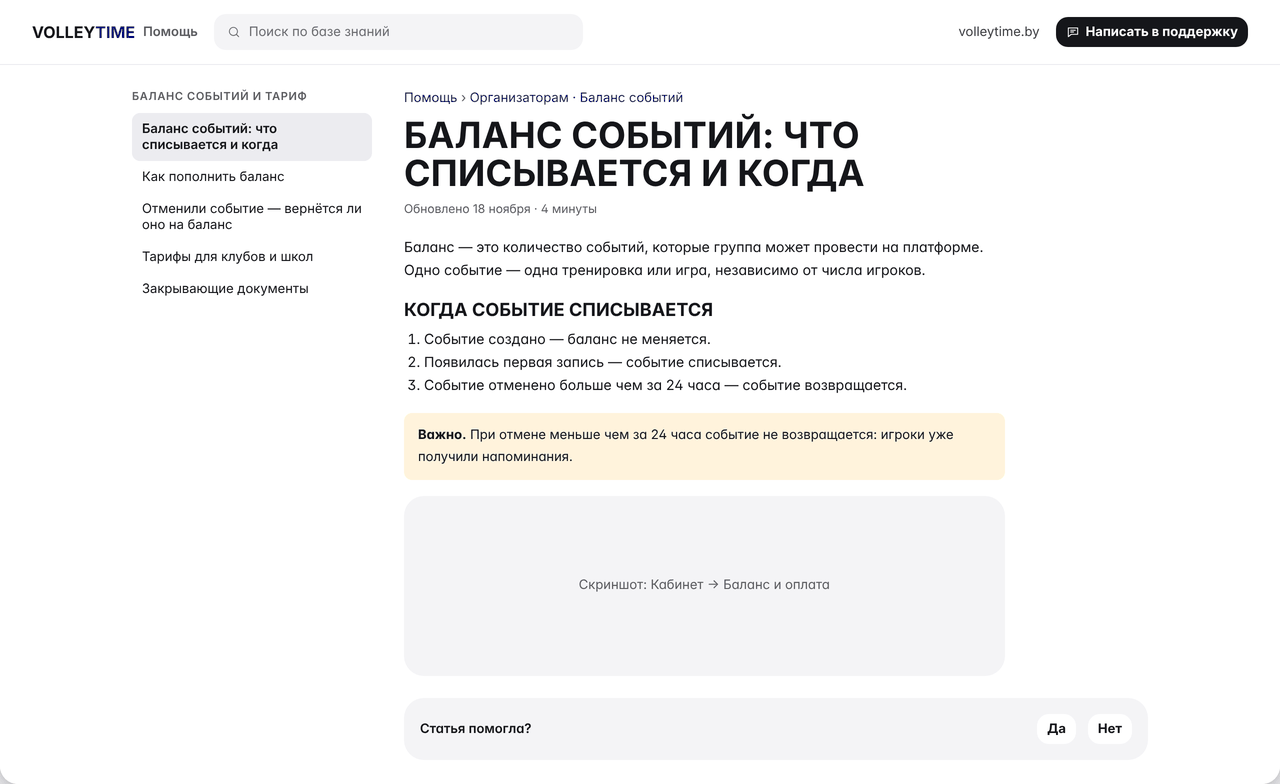 VOLLEYTIME Помощь
Поиск по базе знаний
volleytime.by
Написать в поддержку
БАЛАНС СОБЫТИЙ И ТАРИФ
Баланс событий: что
списывается и когда
Как пополнить баланс
Отменили событие — вернётся ли
оно на баланс
Тарифы для клубов и школ
Закрывающие документы
Помощь › Организаторам · Баланс событий
БАЛАНС СОБЫТИЙ: ЧТО
СПИСЫВАЕТСЯ И КОГДА
Обновлено 18 ноября · 4 минуты
Баланс — это количество событий, которые группа может провести на платформе.
Одно событие — одна тренировка или игра, независимо от числа игроков.
КОГДА СОБЫТИЕ СПИСЫВАЕТСЯ
1. Событие создано — баланс не меняется.
2. Появилась первая запись — событие списывается.
3. Событие отменено больше чем за 24 часа — событие возвращается.
Важно. При отмене меньше чем за 24 часа событие не возвращается: игроки уже
получили напоминания.
Скриншот: Кабинет → Баланс и оплата
Статья помогла?
Да
Нет